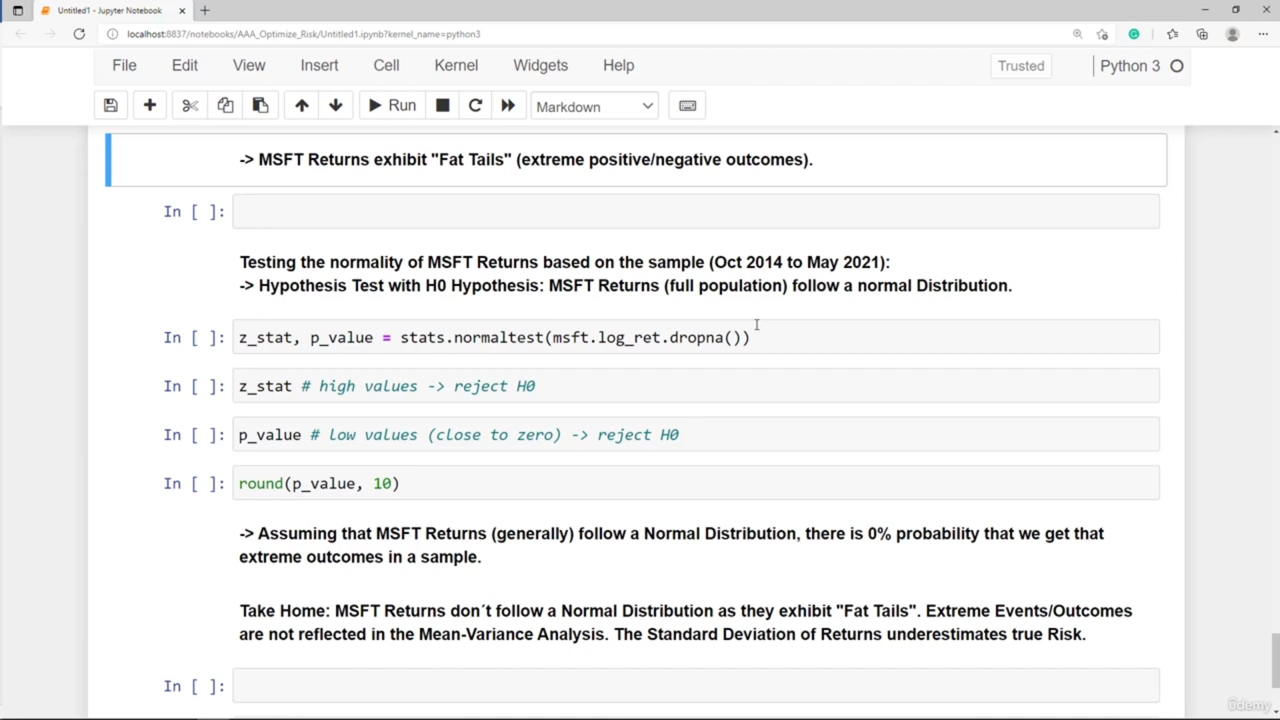 Untitled1 - Jupyter Notebook
localhost:8837/notebooks/AAA_Optimize_Risk/Untitled1.ipynb?kernel_name=python3
File Edit View Insert Cell Kernel Widgets Help Trusted Python 3
Run Markdown
-> MSFT Returns exhibit "Fat Tails" (extreme positive/negative outcomes).
In [ ]:
Testing the normality of MSFT Returns based on the sample (Oct 2014 to May 2021):
-> Hypothesis Test with H0 Hypothesis: MSFT Returns (full population) follow a normal Distribution.
In [ ]: z_stat, p_value = stats.normaltest(msft.log_ret.dropna())
In [ ]: z_stat # high values -> reject H0
In [ ]: p_value # low values (close to zero) -> reject H0
In [ ]: round(p_value, 10)
-> Assuming that MSFT Returns (generally) follow a Normal Distribution, there is 0% probability that we get that
extreme outcomes in a sample.
Take Home: MSFT Returns don´t follow a Normal Distribution as they exhibit "Fat Tails". Extreme Events/Outcomes
are not reflected in the Mean-Variance Analysis. The Standard Deviation of Returns underestimates true Risk.
In [ ]:
ûdemy